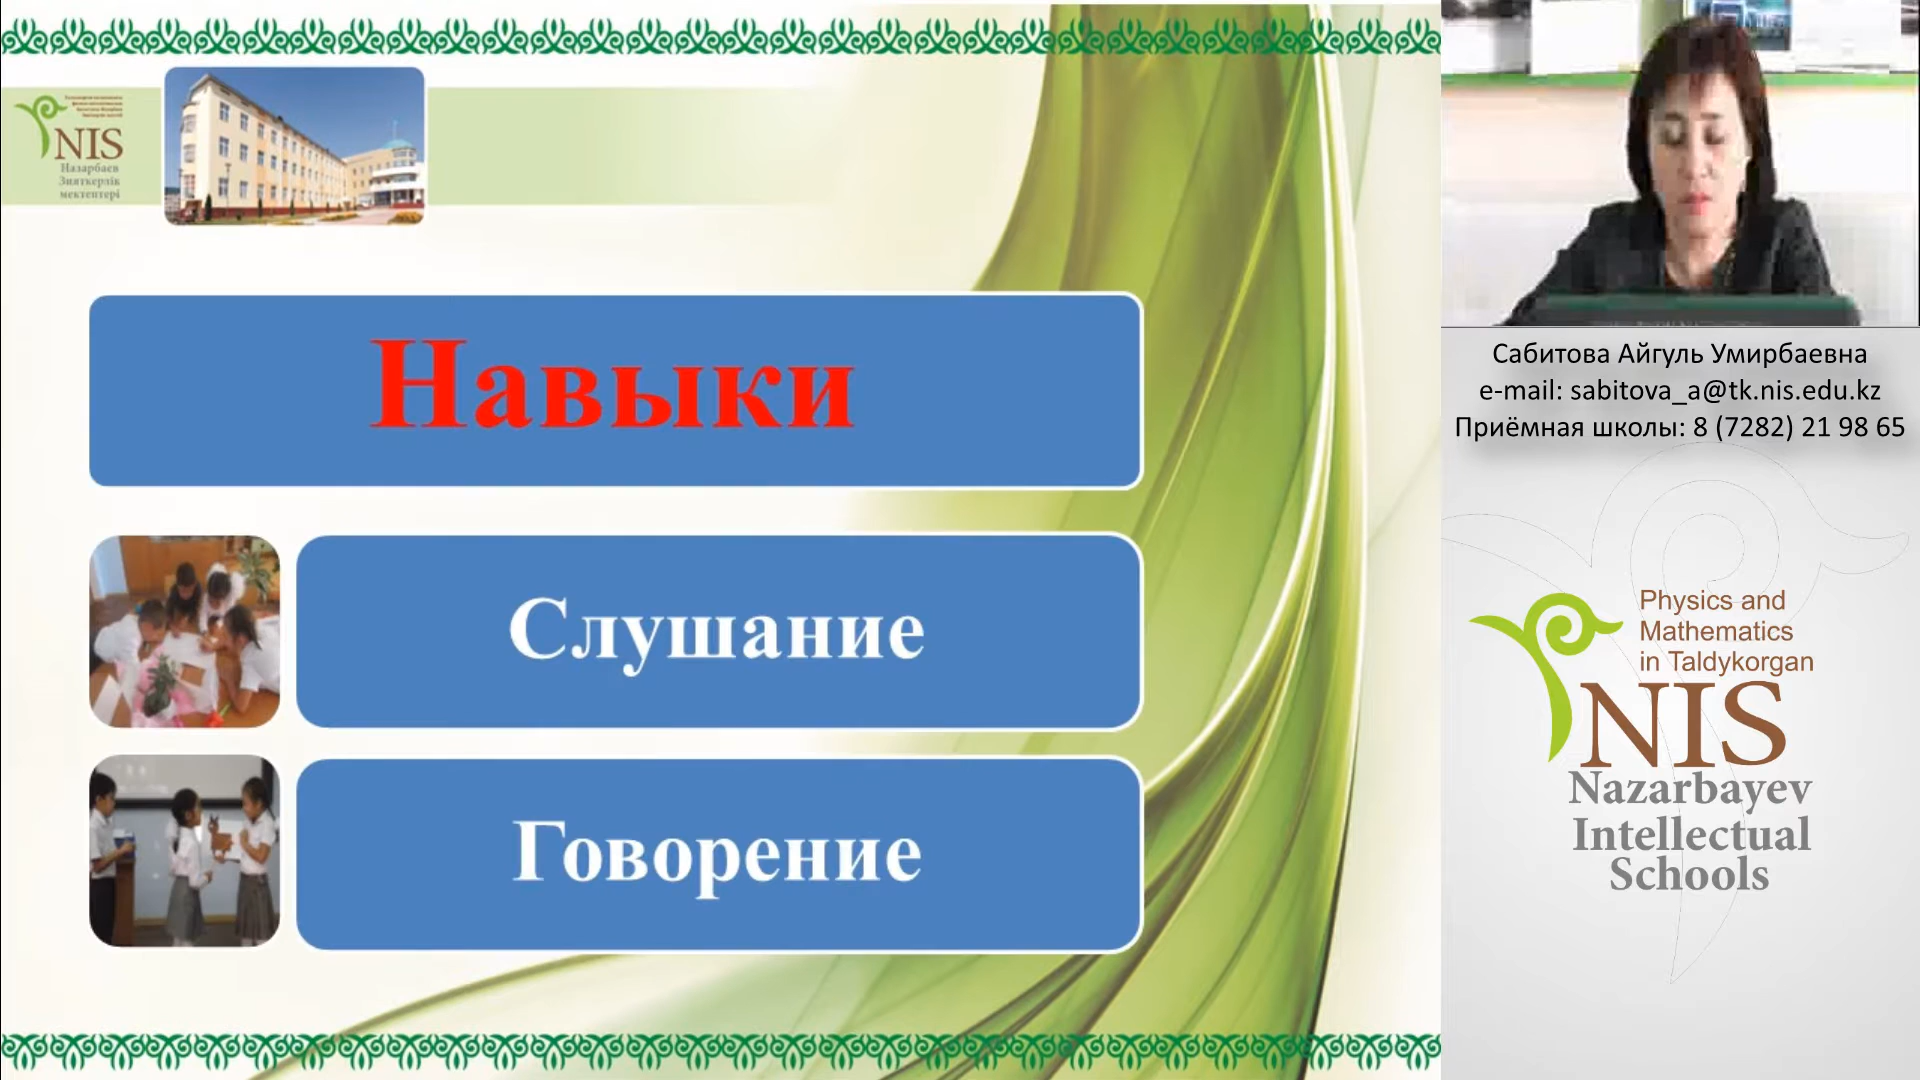 NIS
Назарбаев
Зияткерлік
мектептері
Навыки
Слушание
Говорение
Сабитова Айгуль Умирбаевна
e-mail: sabitova_a@tk.nis.edu.kz
Приёмная школы: 8 (7282) 21 98 65
Physics and
Mathematics
in Taldykorgan
NIS
Nazarbayev
Intellectual
Schools